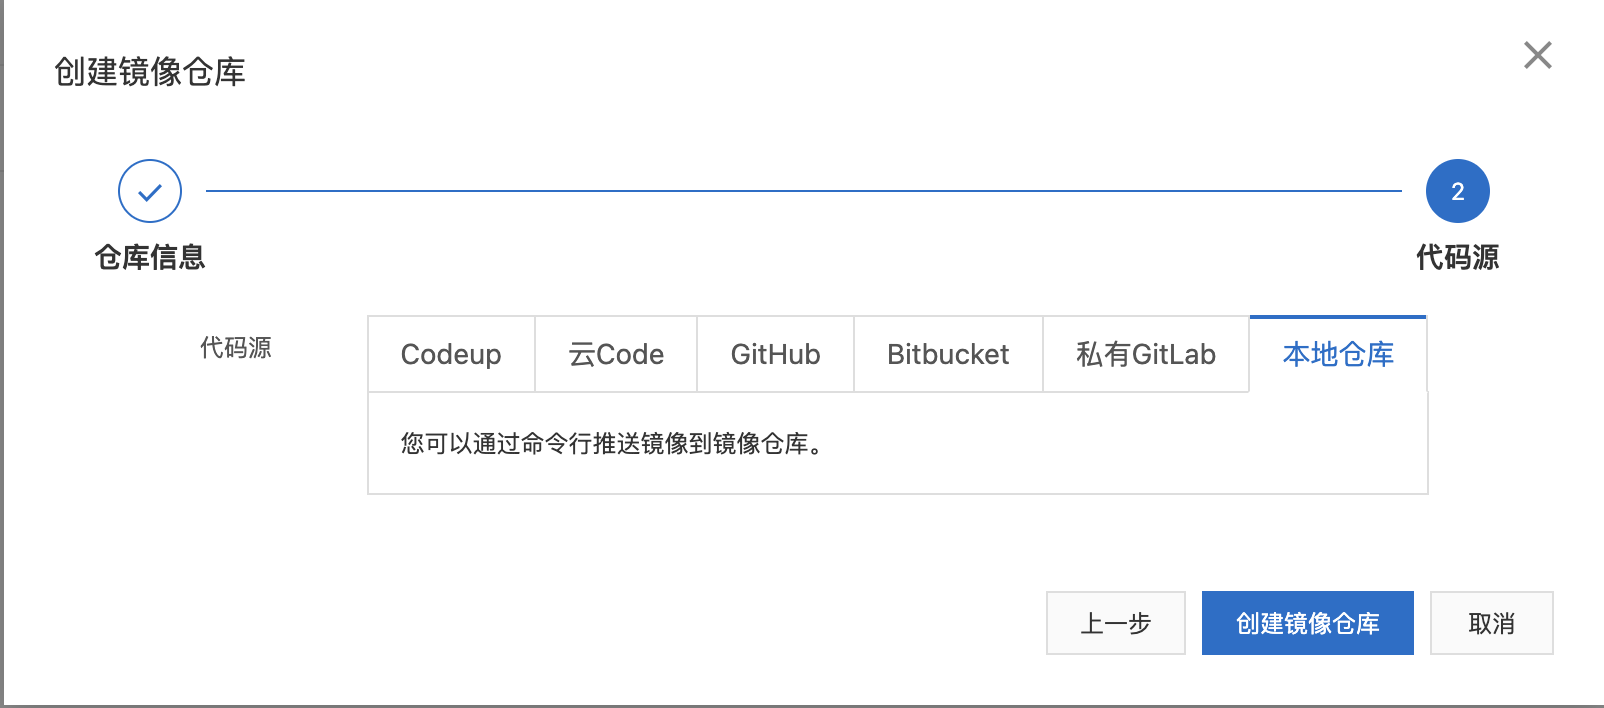 创建镜像仓库
2
仓库信息
代码源
代码源
Codeup
云Code
GitHub
Bitbucket
私有GitLab
本地仓库
您可以通过命令行推送镜像到镜像仓库。
上一步
创建镜像仓库
取消